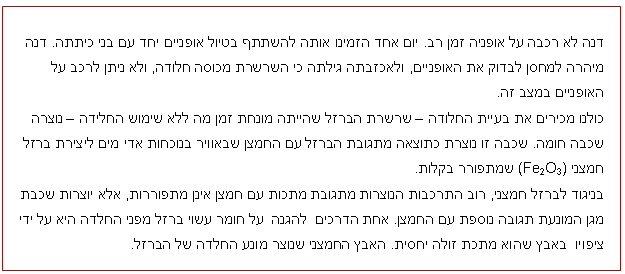 דנה לא רכבה על אופניה זמן רב. יום אחד הזמינו אותה להשתתף בטיול אופניים יחד עם בני כיתתה. דנה
מיהרה למחסן לבדוק את האופניים, ולאכזבתה גילתה כי השרשרת מכוסה חלודה, ולא ניתן לרכב על
האופניים במצב זה.
כולנו מכירים את בעיית החלודה – שרשרת הברזל שהייתה מונחת זמן מה ללא שימוש החלידה – נוצרה
שכבה חומה. שכבה זו נוצרת כתוצאה מתגובת הברזל עם החמצן שבאוויר בנוכחות אדי מים ליצירת ברזל
חמצני (Fe₂O₃) שמתפורר בקלות.
בניגוד לברזל חמצני, רוב התרכבות הנוצרות מתגובת מתכות עם חמצן אינן מתפוררות, אלא יוצרות שכבת
מגן המונעת תגובה נוספת עם החמצן. אחת הדרכים להגנה על חומר עשוי ברזל מפני החלדה היא על ידי
ציפויו באבץ שהוא מתכת זולה יחסית. האבץ החמצני שנוצר מונע החלדה של הברזל.